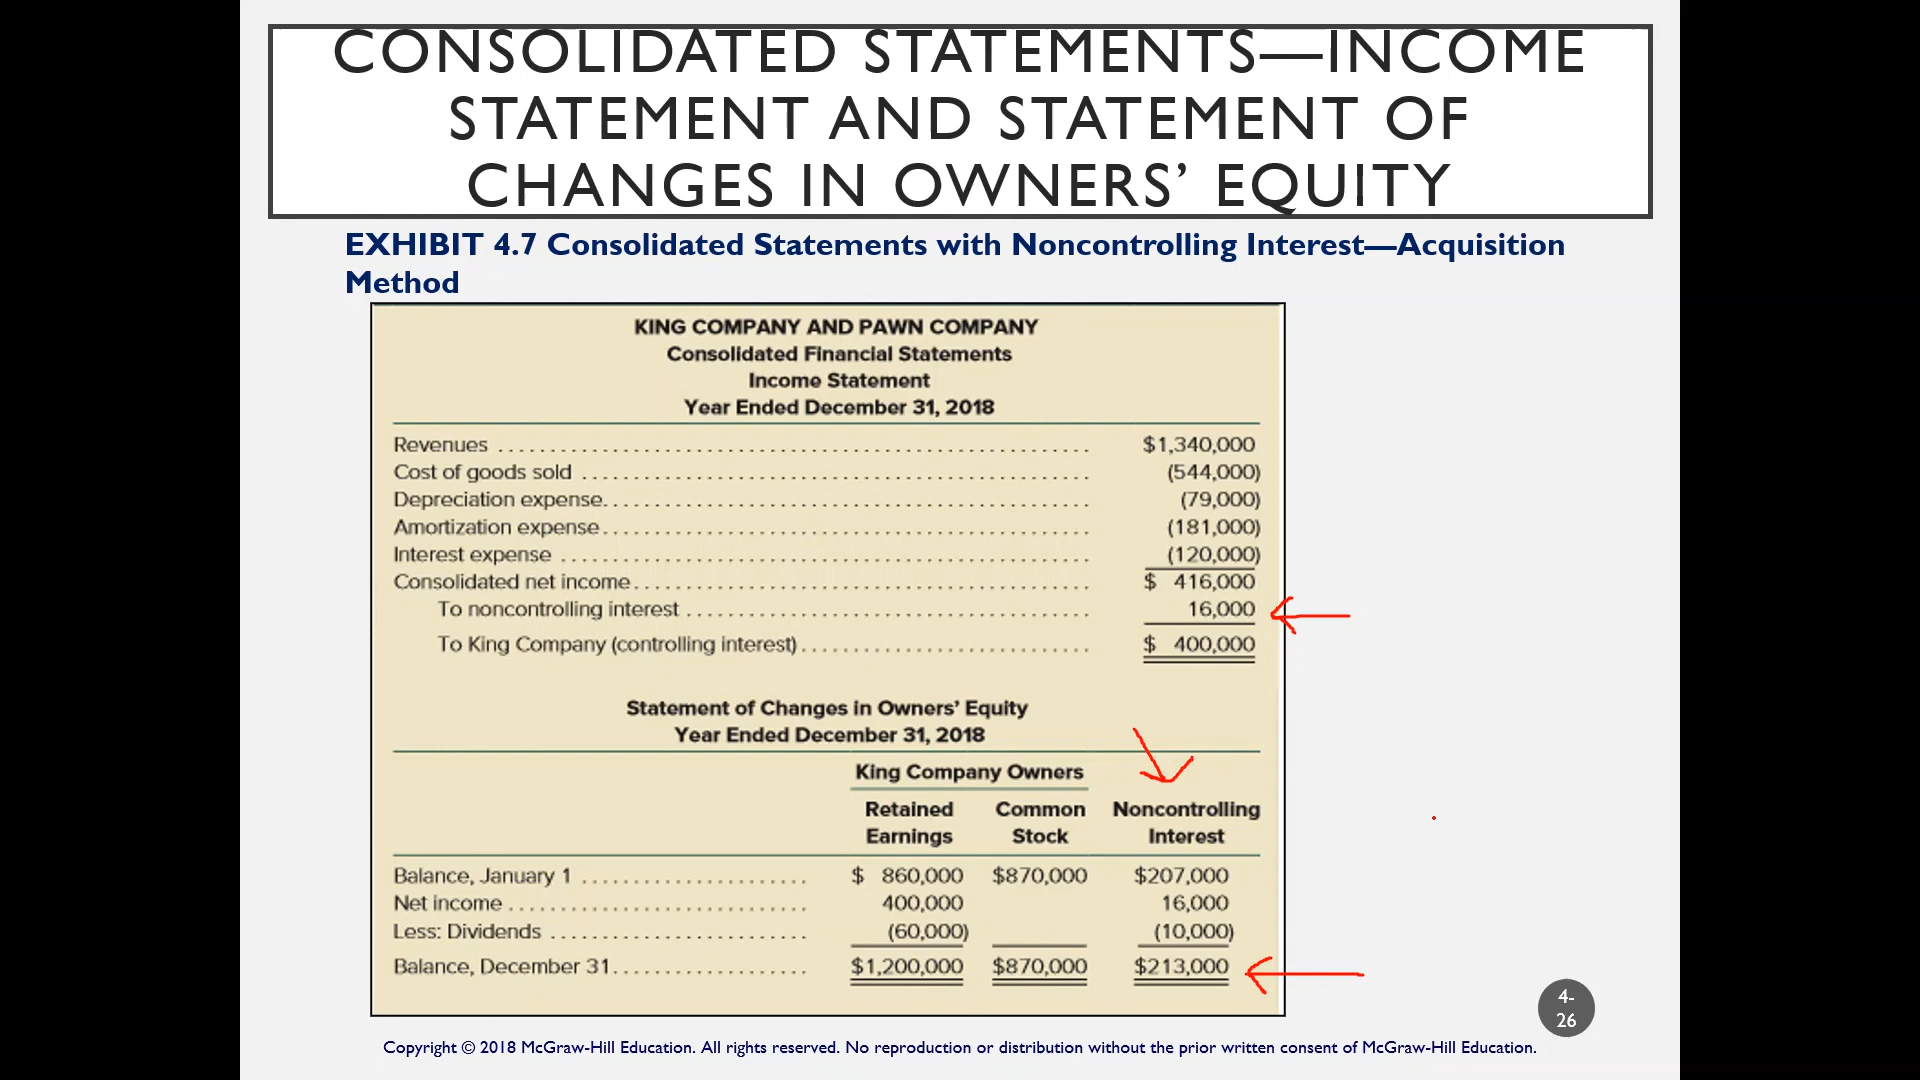 CONSOLIDATED STATEMENTS—INCOME
STATEMENT AND STATEMENT OF
CHANGES IN OWNERS’ EQUITY
EXHIBIT 4.7 Consolidated Statements with Noncontrolling Interest—Acquisition
Method
KING COMPANY AND PAWN COMPANY
Consolidated Financial Statements
Income Statement
Year Ended December 31, 2018
Revenues $1,340,000
Cost of goods sold (544,000)
Depreciation expense (79,000)
Amortization expense (181,000)
Interest expense (120,000)
Consolidated net income $ 416,000
To noncontrolling interest 16,000
To King Company (controlling interest) $ 400,000
Statement of Changes in Owners’ Equity
Year Ended December 31, 2018
King Company Owners
Retained Common Noncontrolling
Earnings Stock Interest
Balance, January 1 $ 860,000 $870,000 $207,000
Net income 400,000 16,000
Less: Dividends (60,000) (10,000)
Balance, December 31 $1,200,000 $870,000 $213,000
4-
26
Copyright © 2018 McGraw-Hill Education. All rights reserved. No reproduction or distribution without the prior written consent of McGraw-Hill Education.